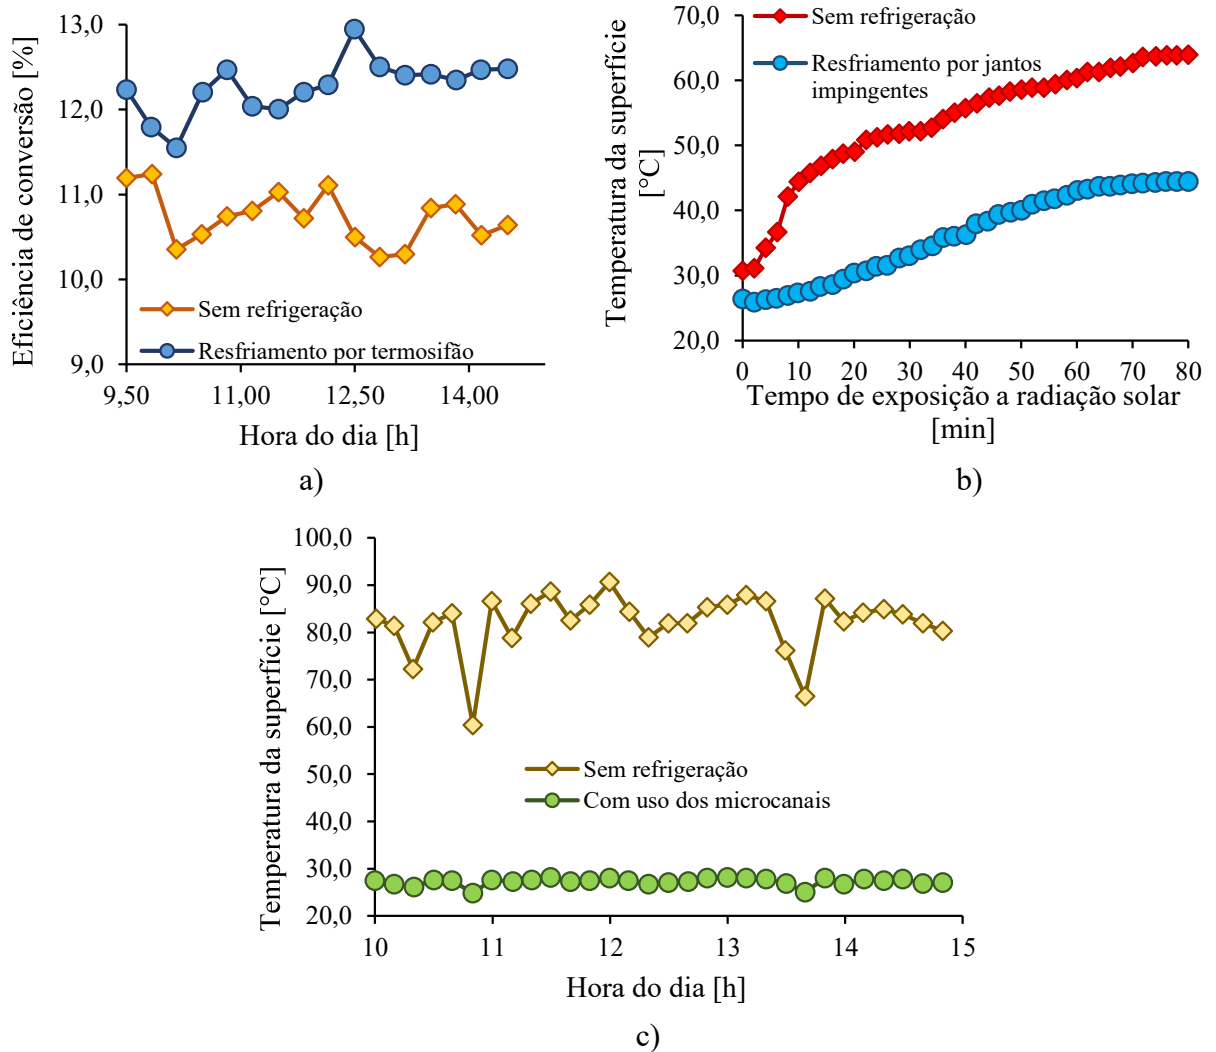 Eficiência de conversão [%]
13,0
12,0
11,0
10,0
9,0
Sem refrigeração
Resfriamento por termosifão
9,50 11,00 12,50 14,00
Hora do dia [h]
a)
Temperatura da superfície
[°C]
70,0
60,0
50,0
40,0
30,0
20,0
Sem refrigeração
Resfriamento por jantos
impingentes
0 10 20 30 40 50 60 70 80
Tempo de exposição a radiação solar
[min]
b)
Temperatura da superfície [°C]
100,0
90,0
80,0
70,0
60,0
50,0
40,0
30,0
20,0
Sem refrigeração
Com uso dos microcanais
10 11 12 13 14 15
Hora do dia [h]
c)